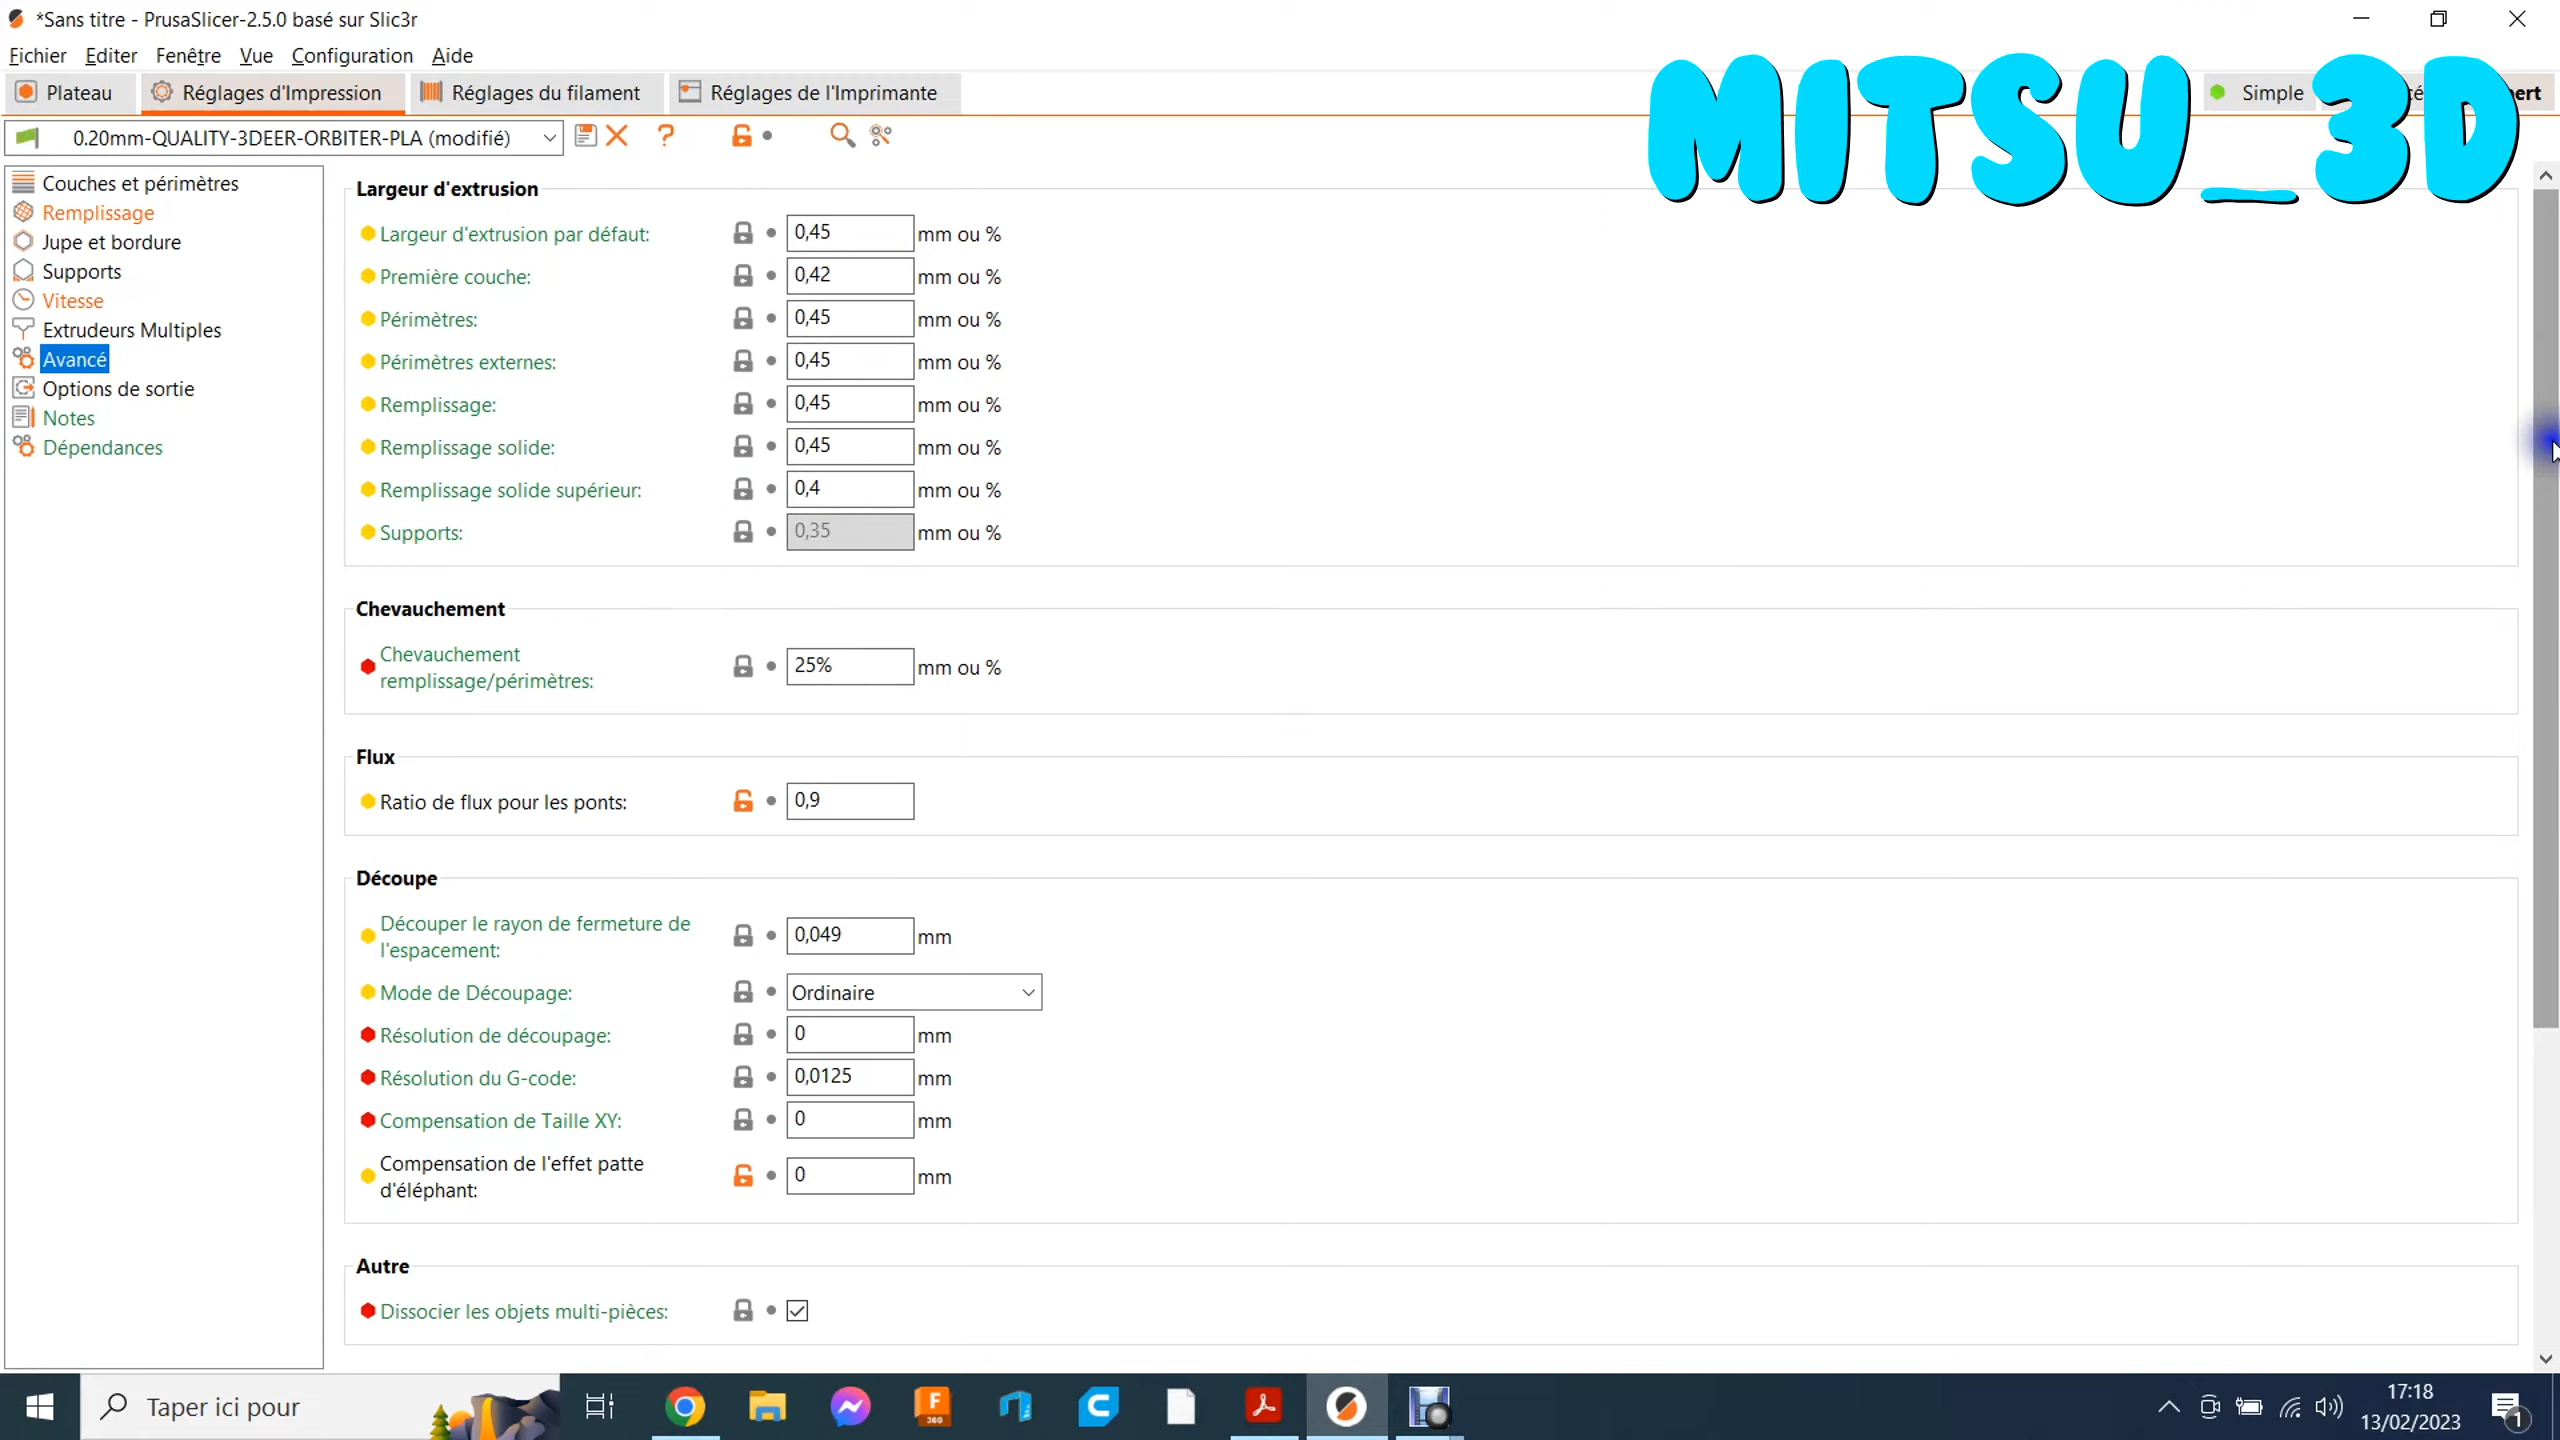 *Sans titre - PrusaSlicer-2.5.0 basé sur Slic3r
Fichier Editer Fenêtre Vue Configuration Aide
Plateau Réglages d'Impression Réglages du filament Réglages de l'Imprimante Simple
MITSU_3D
0.20mm-QUALITY-3DEER-ORBITER-PLA (modifié)
Couches et périmètres
Remplissage
Jupe et bordure
Supports
Vitesse
Extrudeurs Multiples
Avancé
Options de sortie
Notes
Dépendances
Largeur d'extrusion
Largeur d'extrusion par défaut: 0,45 mm ou %
Première couche: 0,42 mm ou %
Périmètres: 0,45 mm ou %
Périmètres externes: 0,45 mm ou %
Remplissage: 0,45 mm ou %
Remplissage solide: 0,45 mm ou %
Remplissage solide supérieur: 0,4 mm ou %
Supports: 0,35 mm ou %
Chevauchement
Chevauchement
remplissage/périmètres: 25% mm ou %
Flux
Ratio de flux pour les ponts: 0,9
Découpe
Découper le rayon de fermeture de
l'espacement: 0,049 mm
Mode de Découpage: Ordinaire
Résolution de découpage: 0 mm
Résolution du G-code: 0,0125 mm
Compensation de Taille XY: 0 mm
Compensation de l'effet patte
d'éléphant: 0 mm
Autre
Dissocier les objets multi-pièces:
Taper ici pour
F
360
17:18
13/02/2023
1